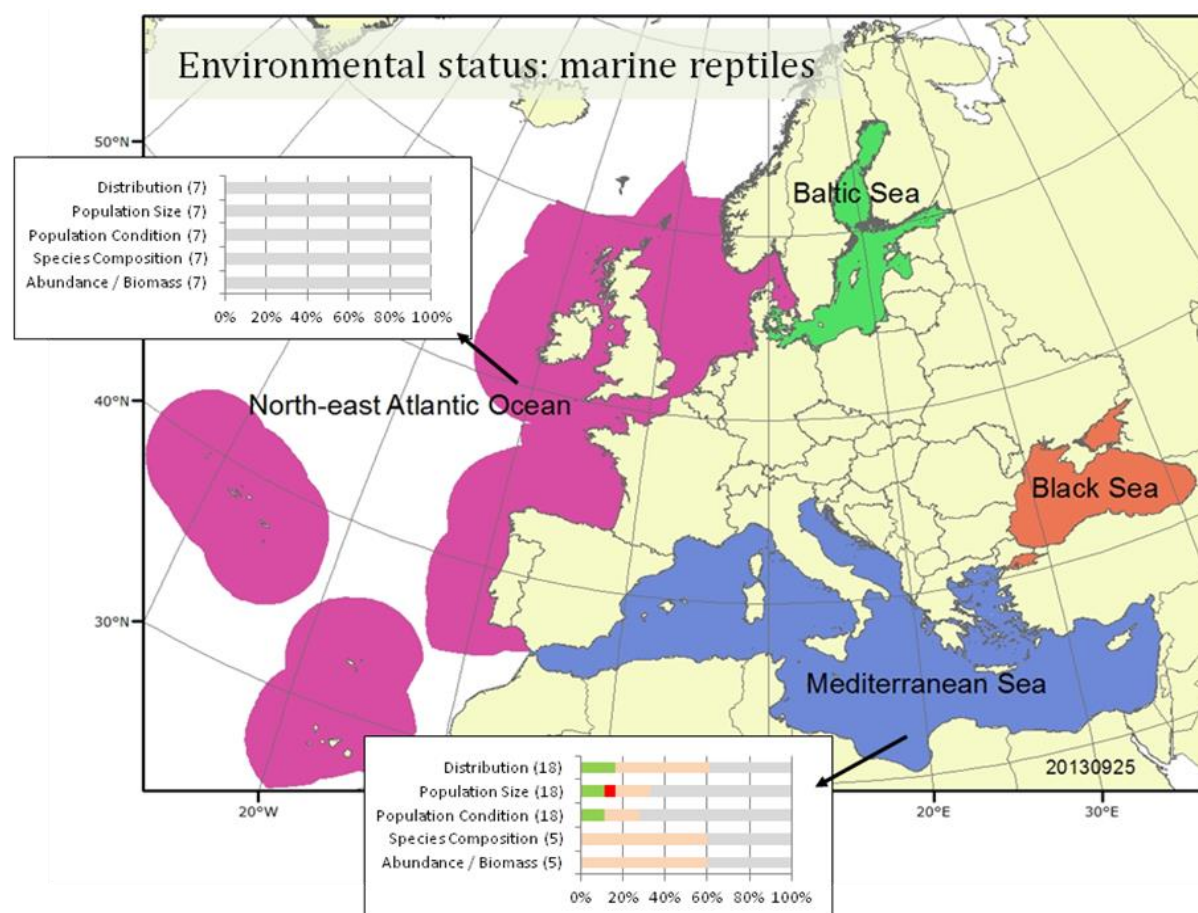 Environmental status: marine reptiles
50°N
Distribution (7)
Population Size (7)
Population Condition (7)
Species Composition (7)
Abundance / Biomass (7)
0% 20% 40% 60% 80% 100%
Baltic Sea
40°N
North-east Atlantic Ocean
Black Sea
30°N
Mediterranean Sea
20130925
Distribution (18)
Population Size (18)
Population Condition (18)
Species Composition (5)
Abundance / Biomass (5)
0% 20% 40% 60% 80% 100%
20°W
20°E
30°E